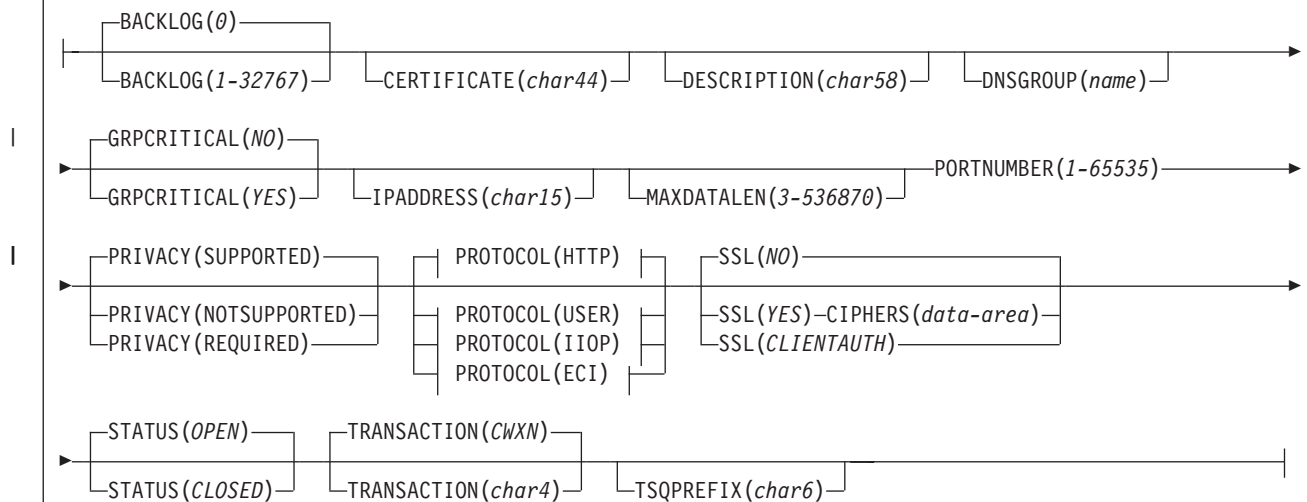 BACKLOG(0)
BACKLOG(1-32767) CERTIFICATE(char44) DESCRIPTION(char58) DNSGROUP(name)
GRPCRITICAL(NO)
PORTNUMBER(1-65535)
GRPCRITICAL(YES) IPADDRESS(char15) MAXDATALEN(3-536870)
PRIVACY(SUPPORTED) PROTOCOL(HTTP) SSL(NO)
PRIVACY(NOTSUPPORTED) PROTOCOL(USER) SSL(YES) CIPHERS(data-area)
PRIVACY(REQUIRED) PROTOCOL(IIOP) SSL(CLIENTAUTH)
PROTOCOL(ECI)
STATUS(OPEN) TRANSACTION(CWXN)
STATUS(CLOSED) TRANSACTION(char4) TSQPREFIX(char6)